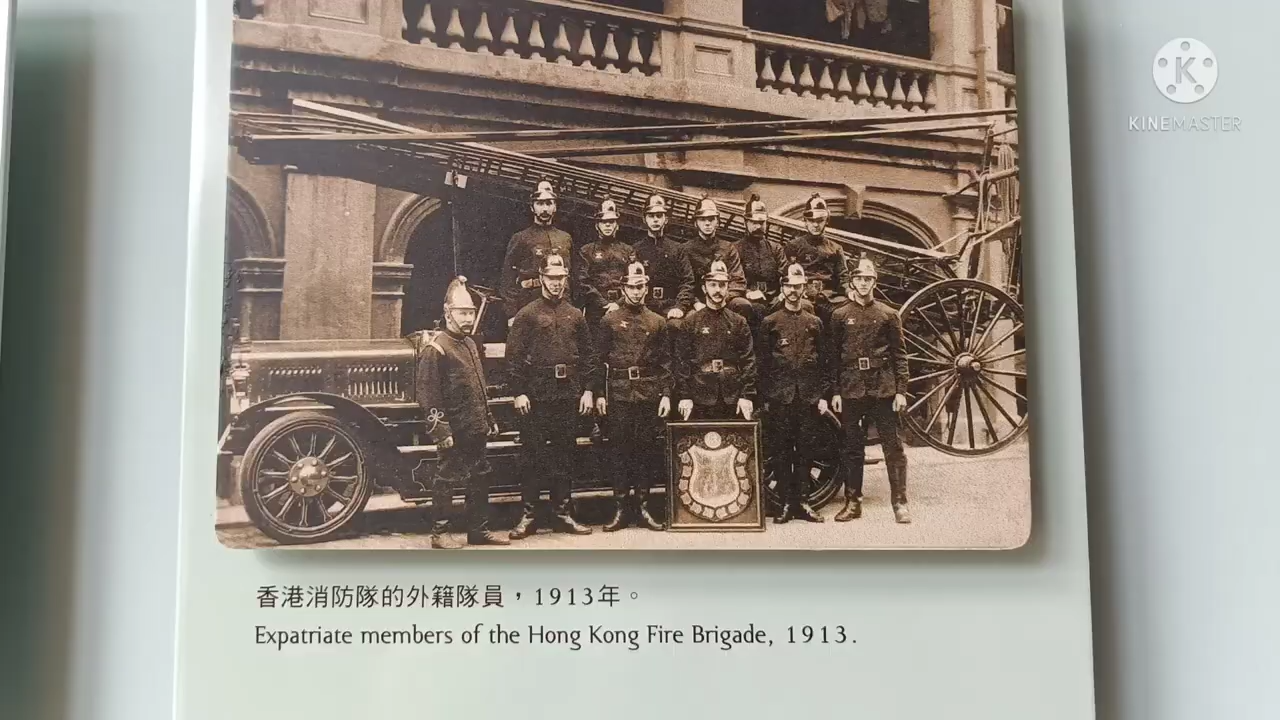 KINEMASTER
香港消防隊的外籍隊員，1913年。
Expatriate members of the Hong Kong Fire Brigade, 1913.